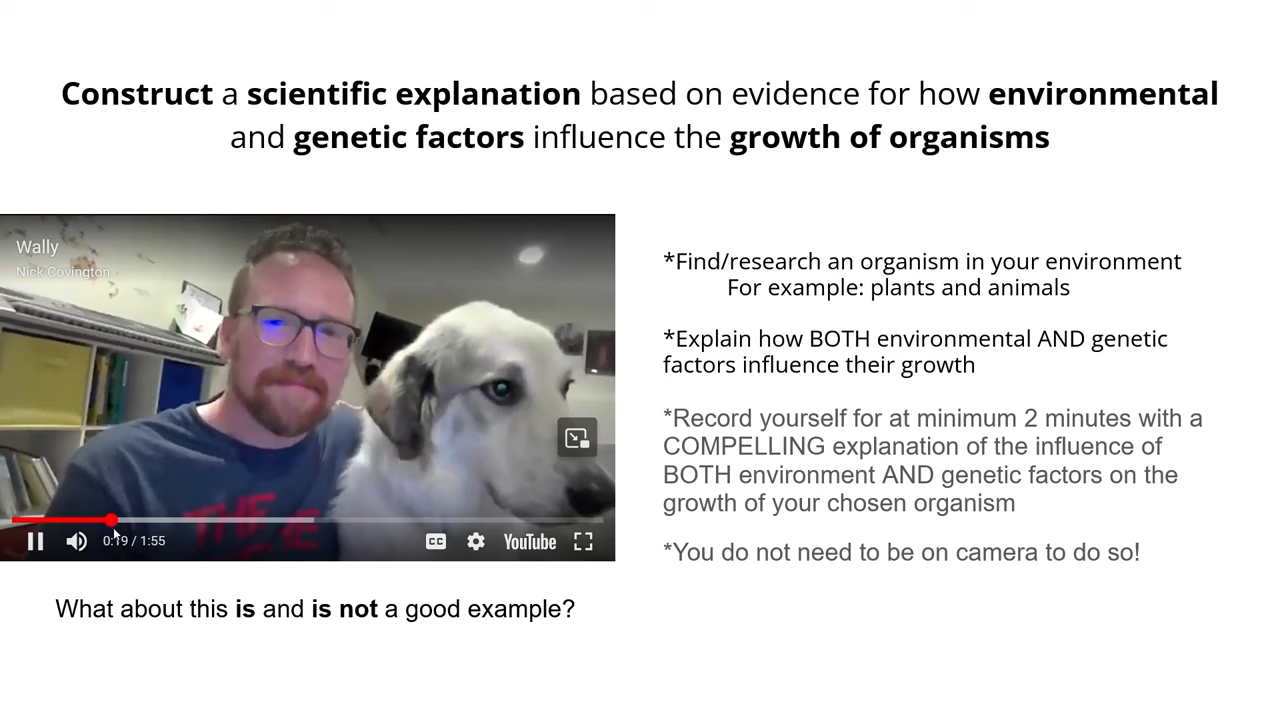 Construct a scientific explanation based on evidence for how environmental
and genetic factors influence the growth of organisms
Wally
Nick Covington
THE
0:19 / 1:55
CC
YouTube
What about this is and is not a good example?
*Find/research an organism in your environment
For example: plants and animals
*Explain how BOTH environmental AND genetic
factors influence their growth
*Record yourself for at minimum 2 minutes with a
COMPELLING explanation of the influence of
BOTH environment AND genetic factors on the
growth of your chosen organism
*You do not need to be on camera to do so!